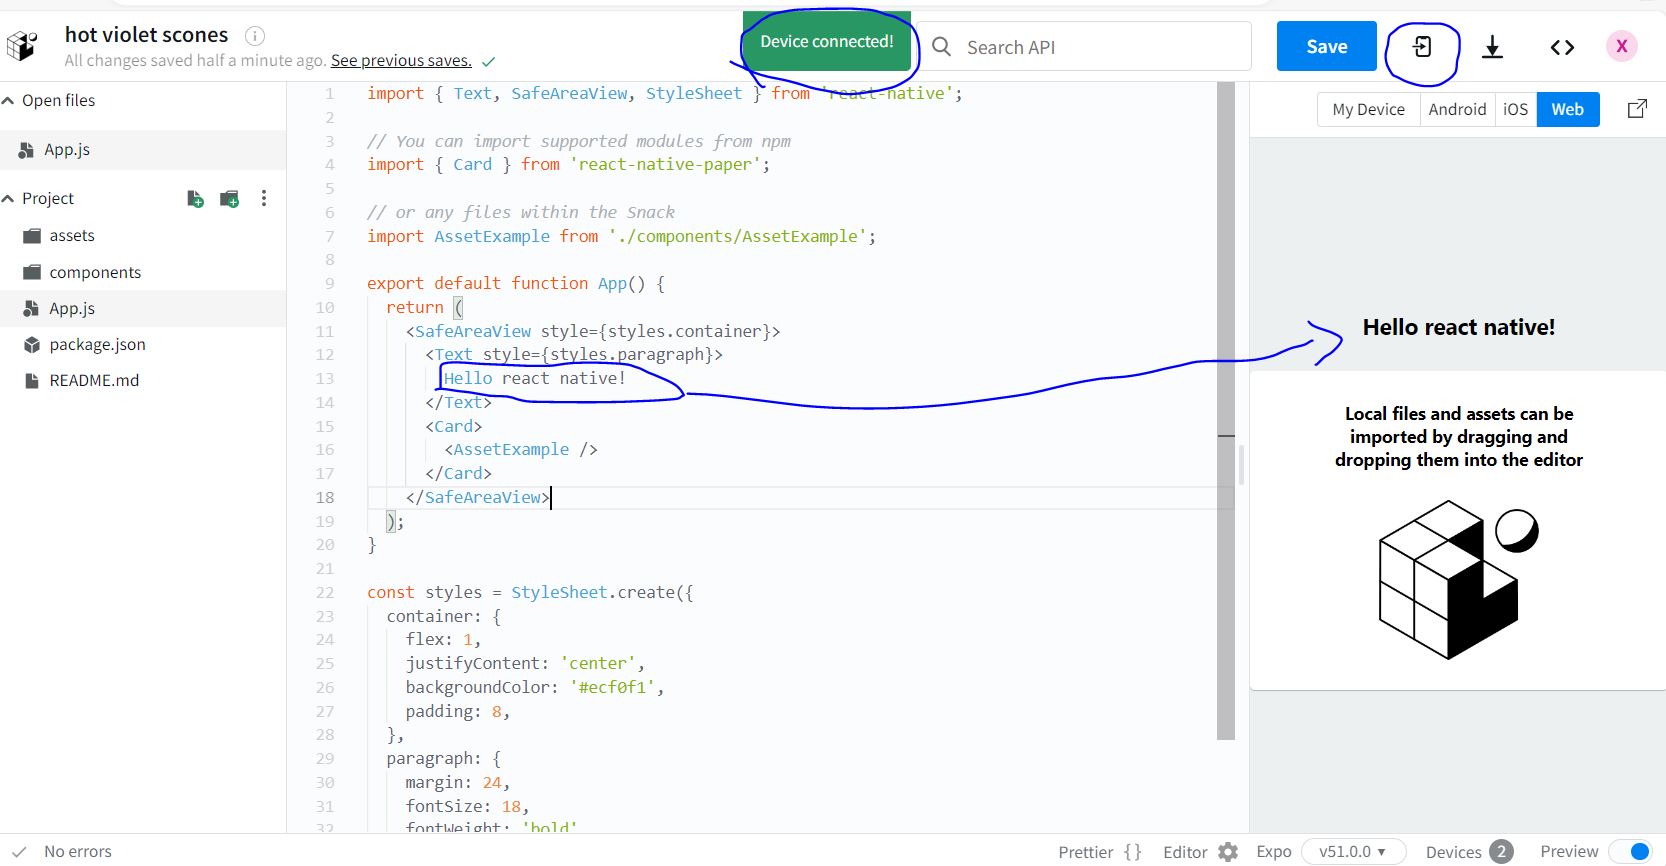 hot violet scones
All changes saved half a minute ago. See previous saves.
Device connected!
Search API
Save
X
Open files
App.js
Project
assets
components
App.js
package.json
README.md
1 import { Text, SafeAreaView, StyleSheet } from 'react-native';
2
3 // You can import supported modules from npm
4 import { Card } from 'react-native-paper';
5
6 // or any files within the Snack
7 import AssetExample from './components/AssetExample';
8
9 export default function App() {
10 return (
11 <SafeAreaView style={styles.container}>
12 <Text style={styles.paragraph}>
13 Hello react native!
14 </Text>
15 <Card>
16 <AssetExample />
17 </Card>
18 </SafeAreaView>
19 );
20 }
21
22 const styles = StyleSheet.create({
23 container: {
24 flex: 1,
25 justifyContent: 'center',
26 backgroundColor: '#ecf0f1',
27 padding: 8,
28 },
29 paragraph: {
30 margin: 24,
31 fontSize: 18,
32 fontWeight: 'bold'
My Device Android iOS Web
Hello react native!
Local files and assets can be
imported by dragging and
dropping them into the editor
No errors
Prettier {} Editor Expo v51.0.0 Devices 2 Preview